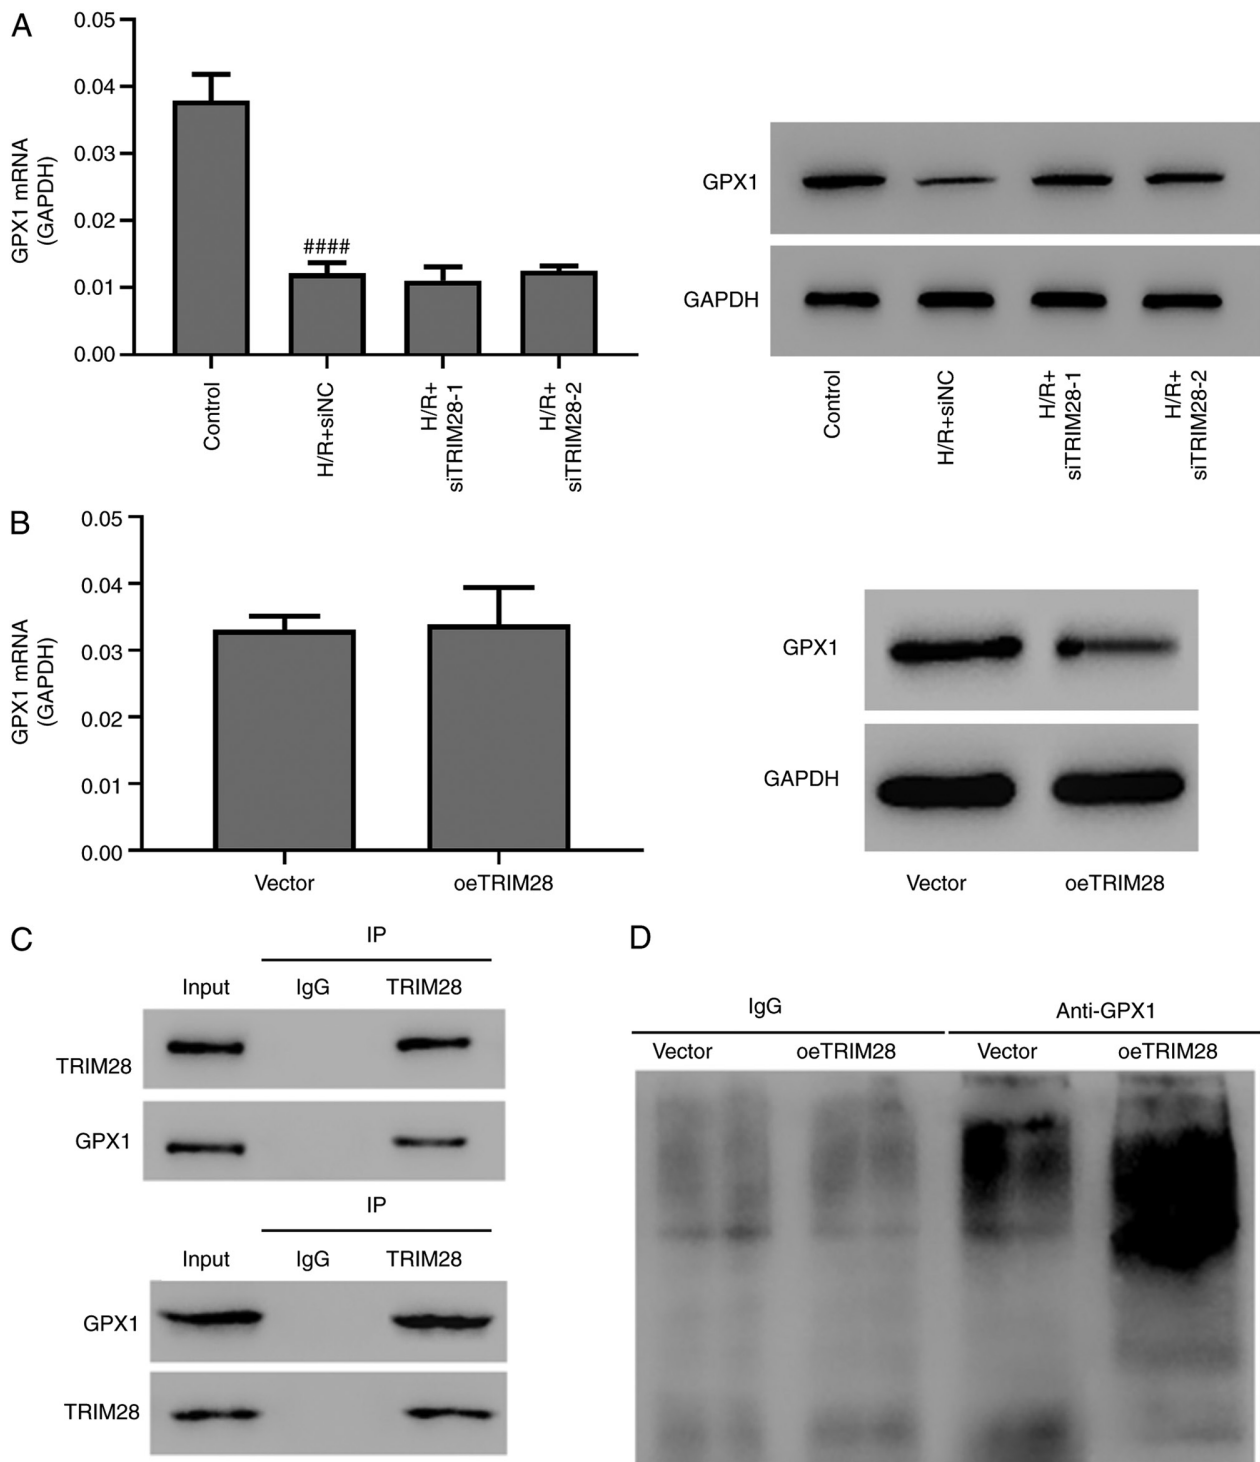 A
0.05
0.04
0.03
0.02
0.01
0.00
GPX1 mRNA
(GAPDH)
####
Control
H/R+siNC
H/R+
siTRIM28-1
H/R+
siTRIM28-2
GPX1
GAPDH
Control
H/R+siNC
H/R+
siTRIM28-1
H/R+
siTRIM28-2
B
0.05
0.04
0.03
0.02
0.01
0.00
GPX1 mRNA
(GAPDH)
Vector oeTRIM28
GPX1
GAPDH
Vector oeTRIM28
C
IP
Input IgG TRIM28
TRIM28
GPX1
IP
Input IgG TRIM28
GPX1
TRIM28
D
IgG Anti-GPX1
Vector oeTRIM28 Vector oeTRIM28